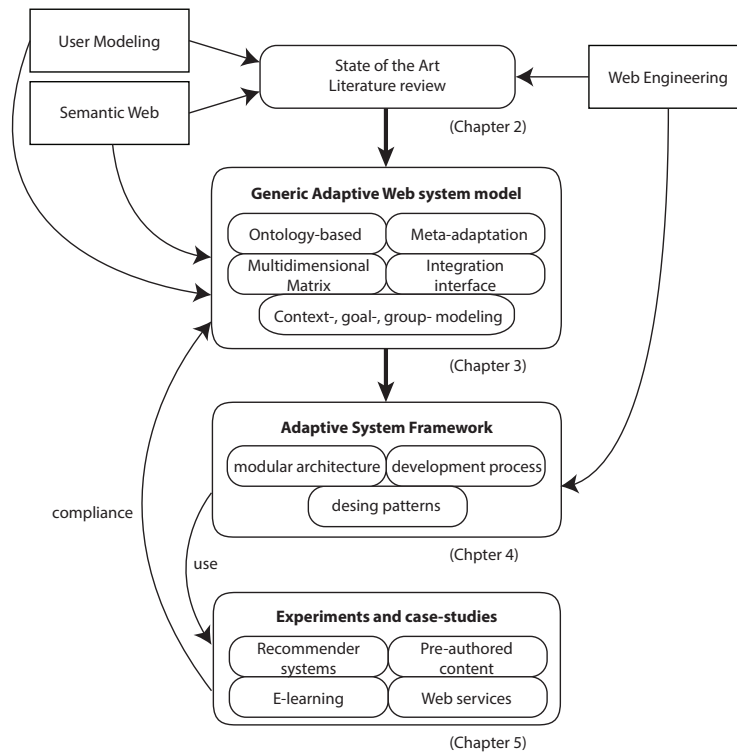 User Modeling
State of the Art
Literature review
Web Engineering
Semantic Web
(Chapter 2)
Generic Adaptive Web system model
Ontology-based
Meta-adaptation
Multidimensional
Matrix
Integration
interface
Context-, goal-, group- modeling
(Chapter 3)
Adaptive System Framework
modular architecture
development process
desing patterns
compliance
(Chpter 4)
use
Experiments and case-studies
Recommender
systems
Pre-authored
content
E-learning
Web services
(Chapter 5)